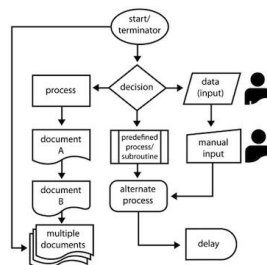 start/
terminator
process
decision
data
(input)
document
A
predefined
process/
subroutine
manual
input
document
B
alternate
process
multiple
documents
delay